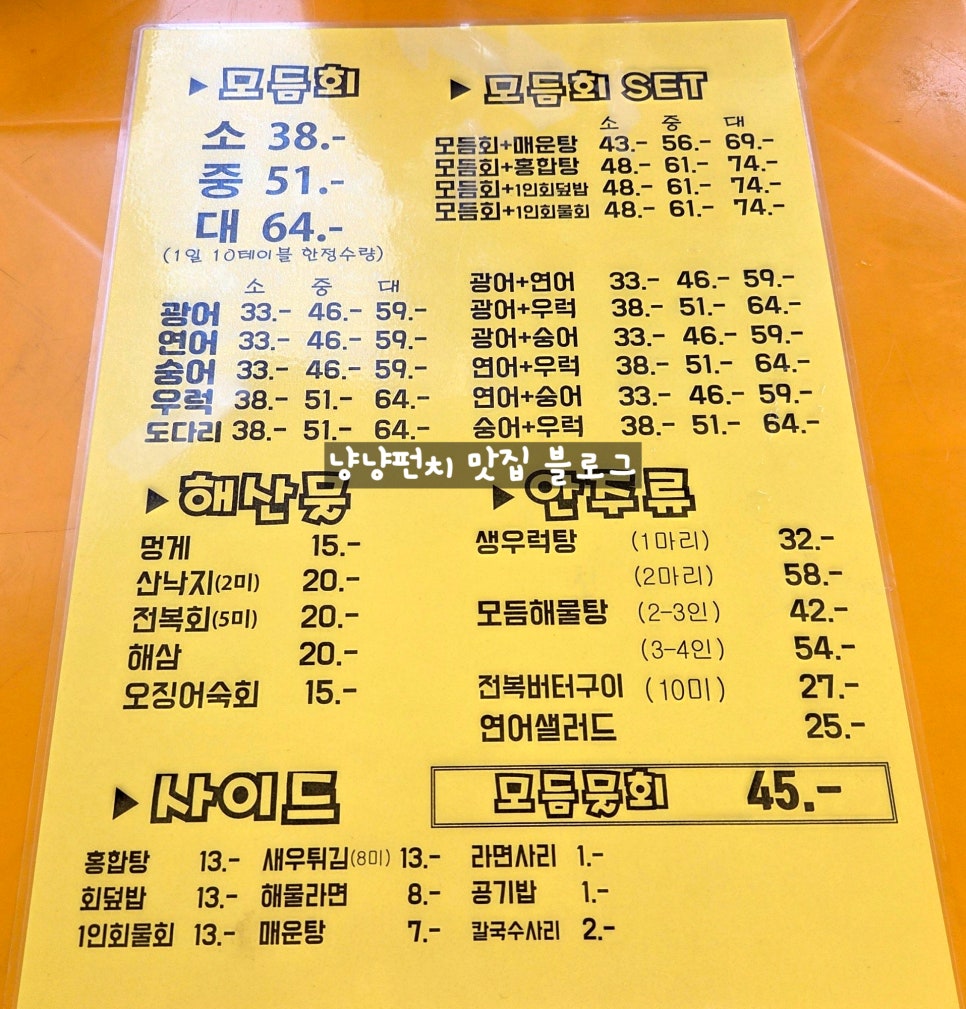 ▶ 모듬회
소 38.-
중 51.-
대 64.-
(1일 10테이블 한정수량)
소 중 대
광어 33.- 46.- 59.-
연어 33.- 46.- 59.-
숭어 33.- 46.- 59.-
우럭 38.- 51.- 64.-
도다리 38.- 51.- 64.-
▶ 모듬회 SET
소 중 대
모듬회+매운탕 43.- 56.- 69.-
모듬회+홍합탕 48.- 61.- 74.-
모듬회+1인회덮밥 48.- 61.- 74.-
모듬회+1인회물회 48.- 61.- 74.-
광어+연어 33.- 46.- 59.-
광어+우럭 38.- 51.- 64.-
광어+숭어 33.- 46.- 59.-
연어+우럭 38.- 51.- 64.-
연어+숭어 33.- 46.- 59.-
숭어+우럭 38.- 51.- 64.-
냥냥펀치 맛집 블로그
▶ 해산물
멍게 15.-
산낙지(2미) 20.-
전복회(5미) 20.-
해삼 20.-
오징어숙회 15.-
▶ 안주류
생우럭탕 (1마리) 32.-
(2마리) 58.-
모듬해물탕 (2-3인) 42.-
(3-4인) 54.-
전복버터구이 (10미) 27.-
연어샐러드 25.-
모듬물회 45.-
▶ 사이드
홍합탕 13.- 새우튀김(8미) 13.- 라면사리 1.-
회덮밥 13.- 해물라면 8.- 공기밥 1.-
1인회물회 13.- 매운탕 7.- 칼국수사리 2.-